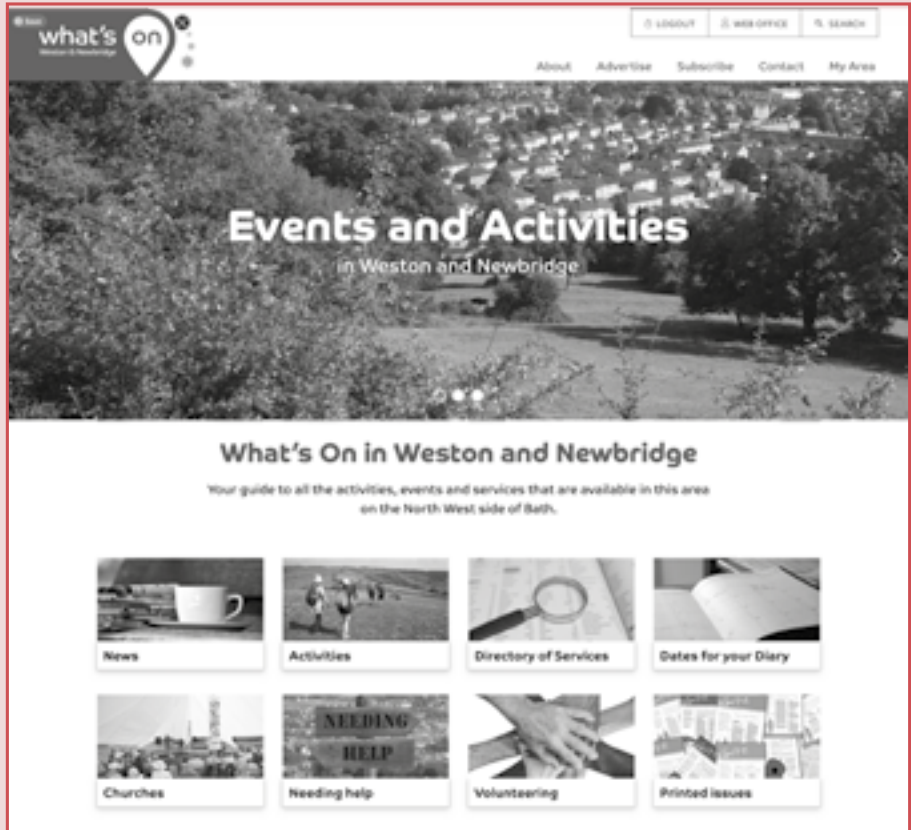 Save
what's on
Weston & Newbridge
LOGOUT
WEB OFFICE
SEARCH
About
Advertise
Subscribe
Contact
My Area
Events and Activities
in Weston and Newbridge
What's On in Weston and Newbridge
Your guide to all the activities, events and services that are available in this area
on the North West side of Bath.
News
Activities
Directory of Services
Dates for your Diary
NEEDING
HELP
Churches
Needing help
Volunteering
Printed issues